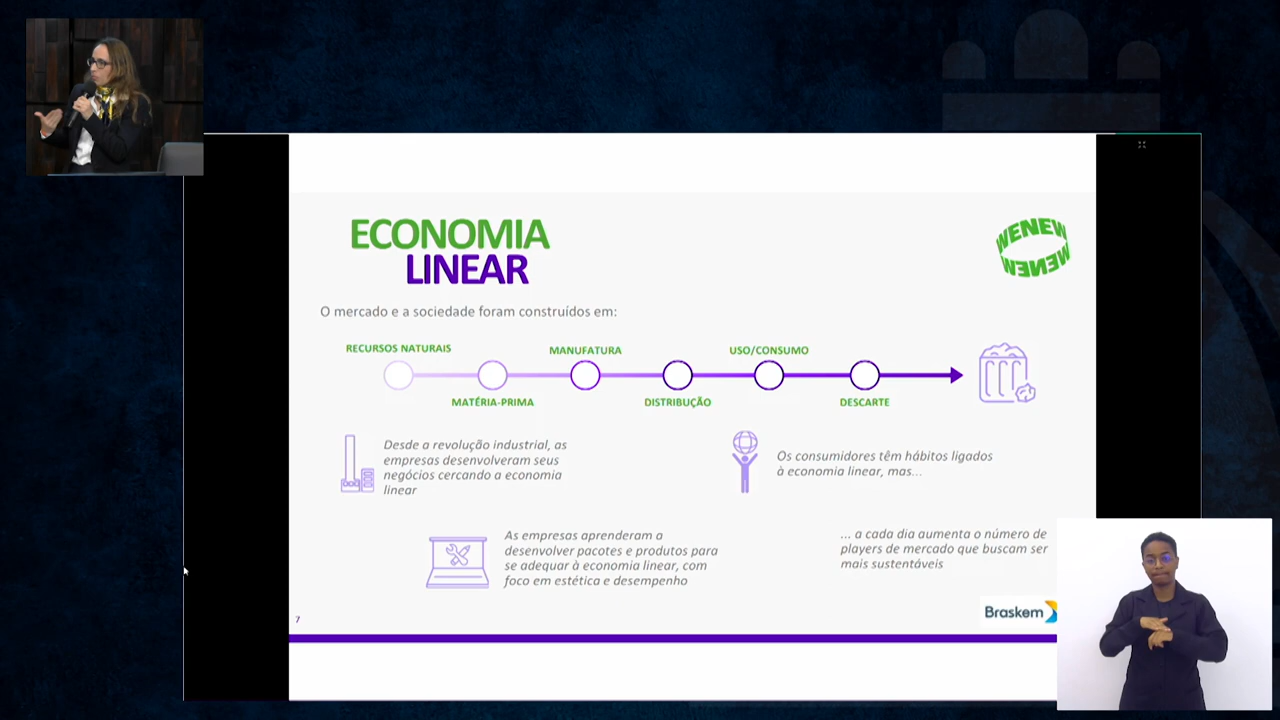 ECONOMIA
LINEAR
WENEW
WENEW
O mercado e a sociedade foram construídos em:
RECURSOS NATURAIS
MATÉRIA-PRIMA
MANUFATURA
DISTRIBUÇÃO
USO/CONSUMO
DESCARTE
Desde a revolução industrial, as
empresas desenvolveram seus
negócios cercando a economia
linear
Os consumidores têm hábitos ligados
à economia linear, mas...
As empresas aprenderam a
desenvolver pacotes e produtos para
se adequar à economia linear, com
foco em estética e desempenho
... a cada dia aumenta o número de
players de mercado que buscam ser
mais sustentáveis
Braskem
7